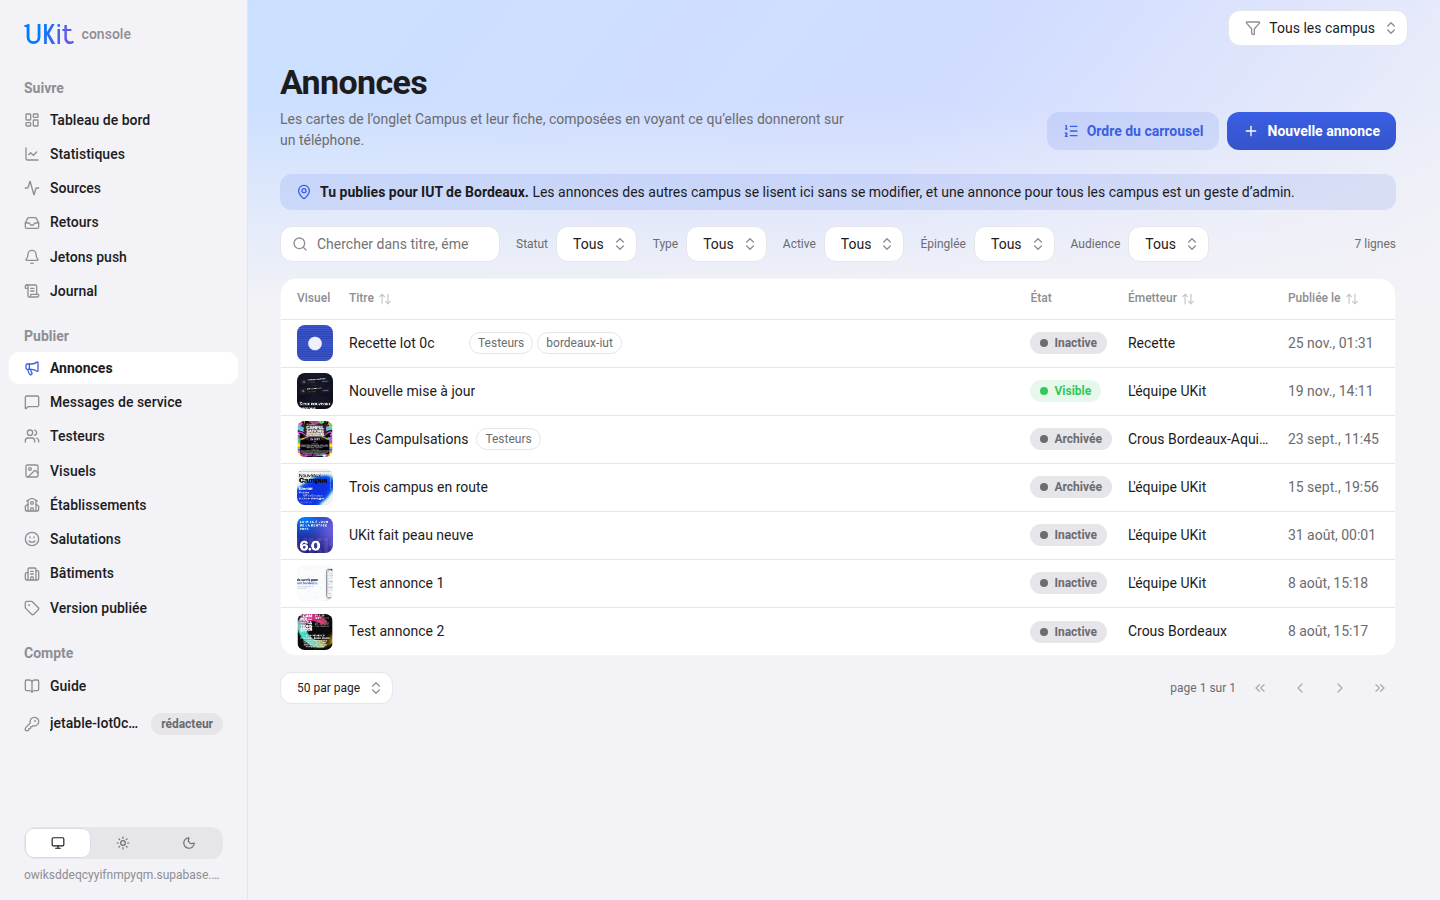 UKit console
Tous les campus
Suivre
Tableau de bord
Statistiques
Sources
Retours
Jetons push
Journal
Publier
Annonces
Messages de service
Testeurs
Visuels
Établissements
Salutations
Bâtiments
Version publiée
Compte
Guide
jetable-lot0c... rédacteur
owiksddeqcyyifnmpyqm.supabase....
Annonces
Les cartes de l’onglet Campus et leur fiche, composées en voyant ce qu’elles donneront sur
un téléphone.
Ordre du carrousel
Nouvelle annonce
Tu publies pour IUT de Bordeaux. Les annonces des autres campus se lisent ici sans se modifier, et une annonce pour tous les campus est un geste d’admin.
Chercher dans titre, éme Statut Tous Type Tous Active Tous Épinglée Tous Audience Tous 7 lignes
Visuel Titre État Émetteur Publiée le
Recette lot 0c Testeurs bordeaux-iut Inactive Recette 25 nov., 01:31
Nouvelle mise à jour Visible L'équipe UKit 19 nov., 14:11
Les Campulsations Testeurs Archivée Crous Bordeaux-Aqui... 23 sept., 11:45
Trois campus en route Archivée L'équipe UKit 15 sept., 19:56
6.0 UKit fait peau neuve Inactive L'équipe UKit 31 août, 00:01
Test annonce 1 Inactive L'équipe UKit 8 août, 15:18
Test annonce 2 Inactive Crous Bordeaux 8 août, 15:17
50 par page page 1 sur 1